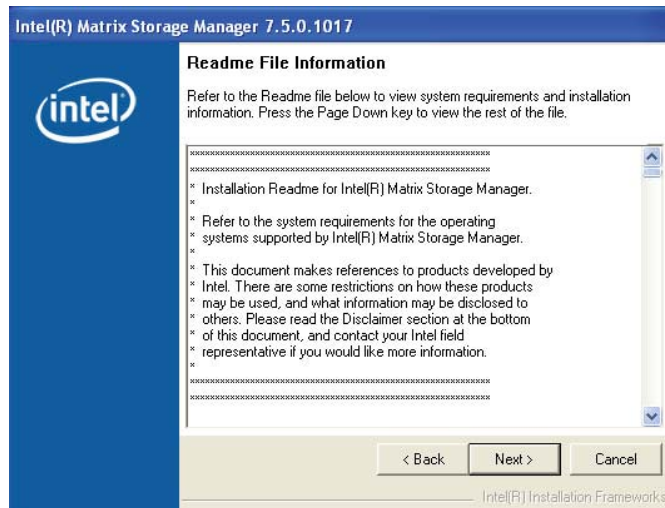 Intel(R) Matrix Storage Manager 7.5.0.1017
intel
Readme File Information
Refer to the Readme file below to view system requirements and installation
information. Press the Page Down key to view the rest of the file.
************************************************************
************************************************************
* Installation Readme for Intel(R) Matrix Storage Manager.
*
* Refer to the system requirements for the operating
* systems supported by Intel(R) Matrix Storage Manager.
*
* This document makes references to products developed by
* Intel. There are some restrictions on how these products
* may be used, and what information may be disclosed to
* others. Please read the Disclaimer section at the bottom
* of this document, and contact your Intel field
* representative if you would like more information.
*
************************************************************
************************************************************
< Back
Next >
Cancel
Intel(R) Installation Frameworks